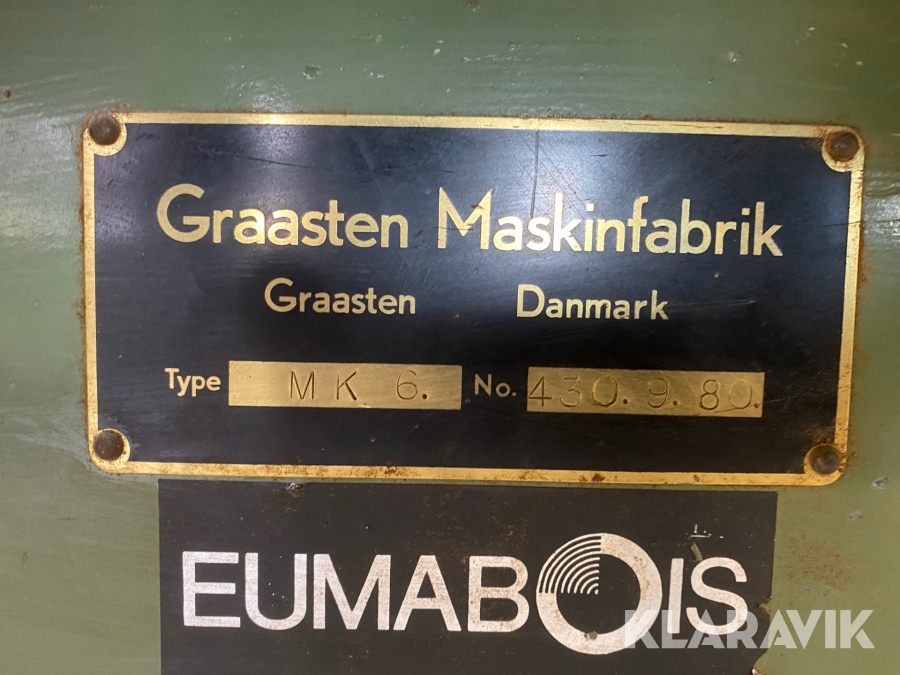 Graasten Maskinfabrik
Graasten Danmark
Type MK 6. No. 430.9.80.
EUMABOIS
KLARAVIK